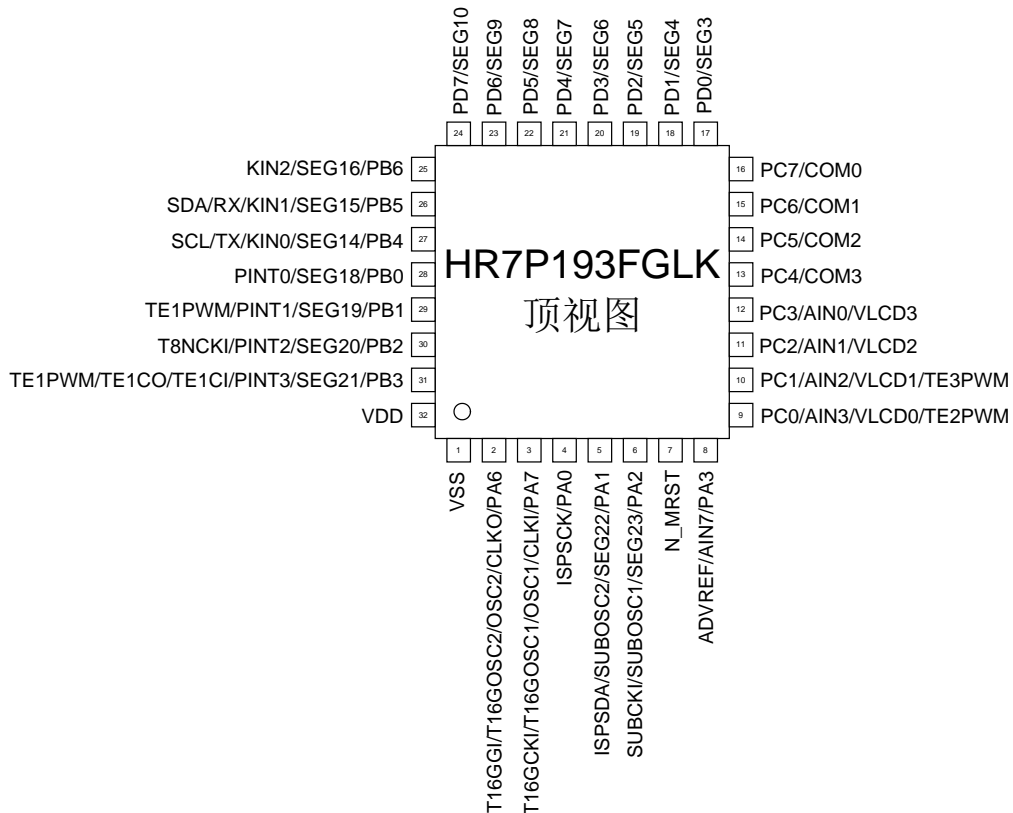 PD7/SEG10
PD6/SEG9
PD5/SEG8
PD4/SEG7
PD3/SEG6
PD2/SEG5
PD1/SEG4
PD0/SEG3
24
23
22
21
20
19
18
17
KIN2/SEG16/PB6 25
SDA/RX/KIN1/SEG15/PB5 26
SCL/TX/KIN0/SEG14/PB4 27
PINT0/SEG18/PB0 28
TE1PWM/PINT1/SEG19/PB1 29
T8NCKI/PINT2/SEG20/PB2 30
TE1PWM/TE1CO/TE1CI/PINT3/SEG21/PB3 31
VDD 32
HR7P193FGLK
顶视图
16 PC7/COM0
15 PC6/COM1
14 PC5/COM2
13 PC4/COM3
12 PC3/AIN0/VLCD3
11 PC2/AIN1/VLCD2
10 PC1/AIN2/VLCD1/TE3PWM
9 PC0/AIN3/VLCD0/TE2PWM
1
2
3
4
5
6
7
8
VSS
T16GGI/T16GOSC2/OSC2/CLKO/PA6
T16GCKI/T16GOSC1/OSC1/CLKI/PA7
ISPSCK/PA0
ISPSDA/SUBOSC2/SEG22/PA1
SUBCKI/SUBOSC1/SEG23/PA2
N_MRST
ADVREF/AIN7/PA3